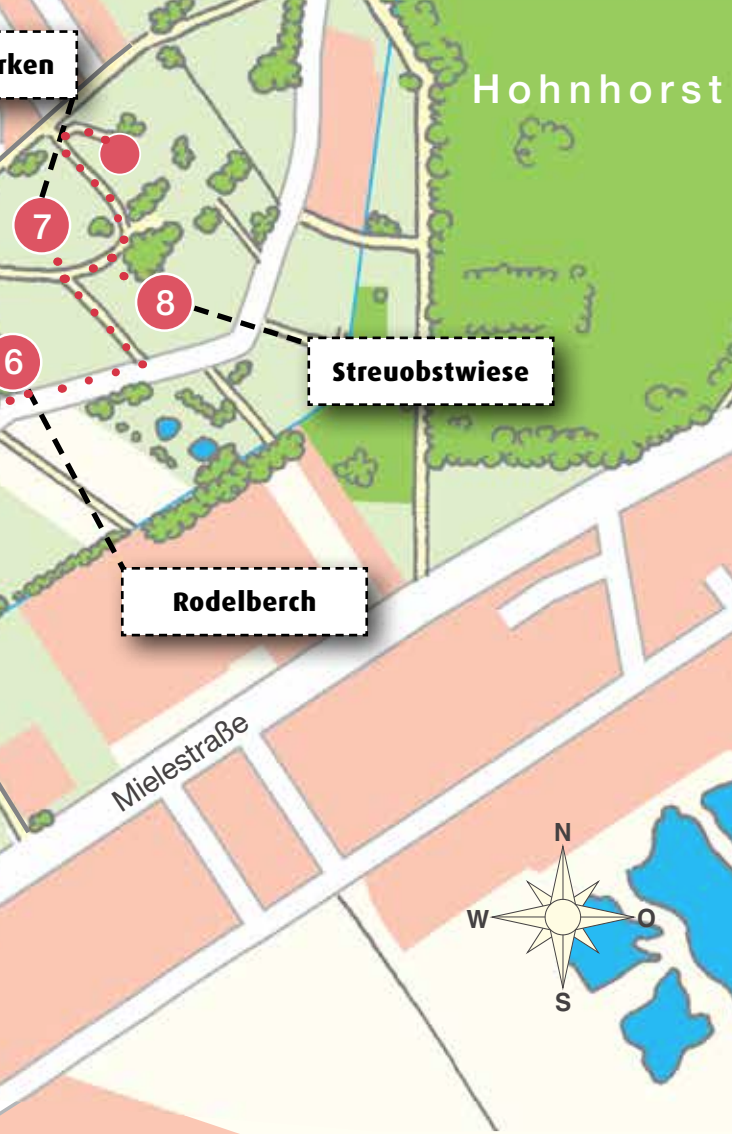 rken
Hohnhorst
7
8
6
Streuobstwiese
Rodelberch
Mielestraße
N
W O
S